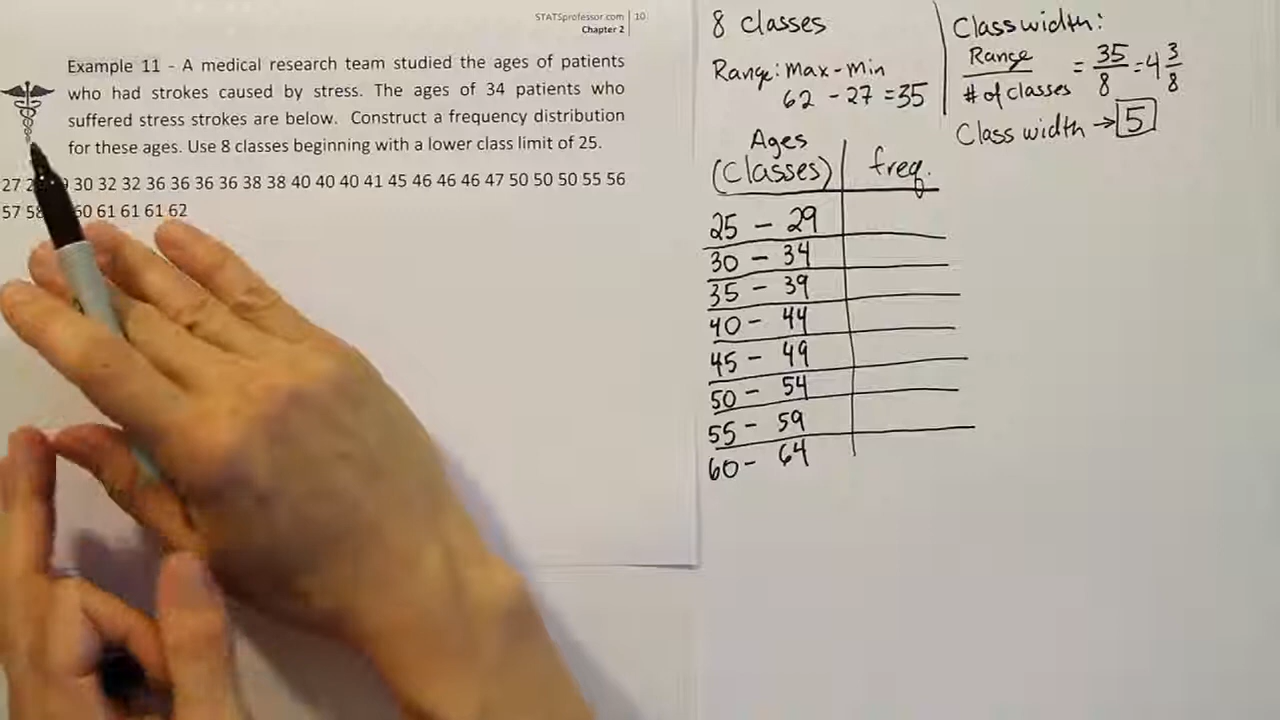 STATSprofessor.com | 10
Chapter 2
Example 11 - A medical research team studied the ages of patients
who had strokes caused by stress. The ages of 34 patients who
suffered stress strokes are below. Construct a frequency distribution
for these ages. Use 8 classes beginning with a lower class limit of 25.
27 30 32 32 36 36 36 36 38 38 40 40 40 41 45 46 46 46 47 50 50 50 55 56
57 58 60 61 61 61 62
8 Classes
Range: max - min
62 - 27 = 35
Class width:
Range / # of classes = 35/8 = 4 3/8
Class width → 5
Ages
(Classes) freq.
25 - 29
30 - 34
35 - 39
40 - 44
45 - 49
50 - 54
55 - 59
60 - 64